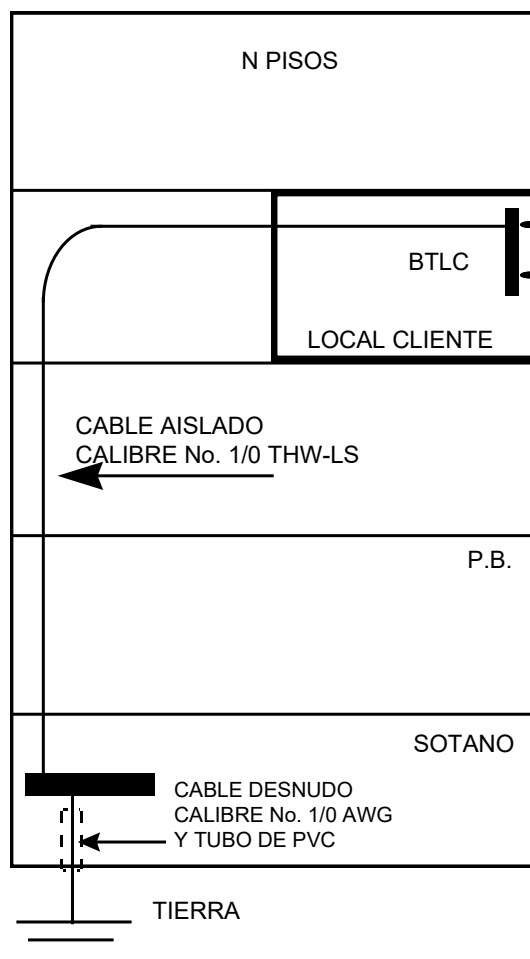 N PISOS
BTLC
LOCAL CLIENTE
CABLE AISLADO
CALIBRE No. 1/0 THW-LS
P.B.
SOTANO
CABLE DESNUDO
CALIBRE No. 1/0 AWG
Y TUBO DE PVC
TIERRA